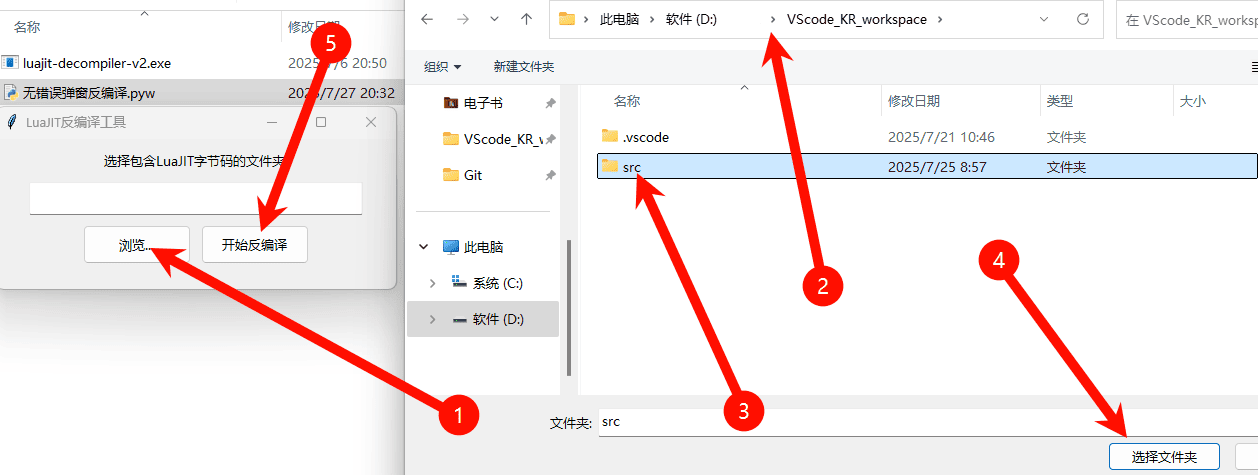 名称
修改日期
luajit-decompiler-v2.exe
无错误弹窗反编译.pyw
2025/7/27 20:32
LuaJIT反编译工具
选择包含LuaJIT字节码的文件夹
浏览...
开始反编译
此电脑
软件 (D:)
VScode_KR_workspace
在 VScode_KR_worksp
组织
新建文件夹
电子书
VScode_KR_v
Git
此电脑
系统 (C:)
软件 (D:)
名称
修改日期
类型
大小
.vscode
2025/7/21 10:46
文件夹
src
2025/7/25 8:57
文件夹
文件夹:
src
选择文件夹
1
2
3
4
5